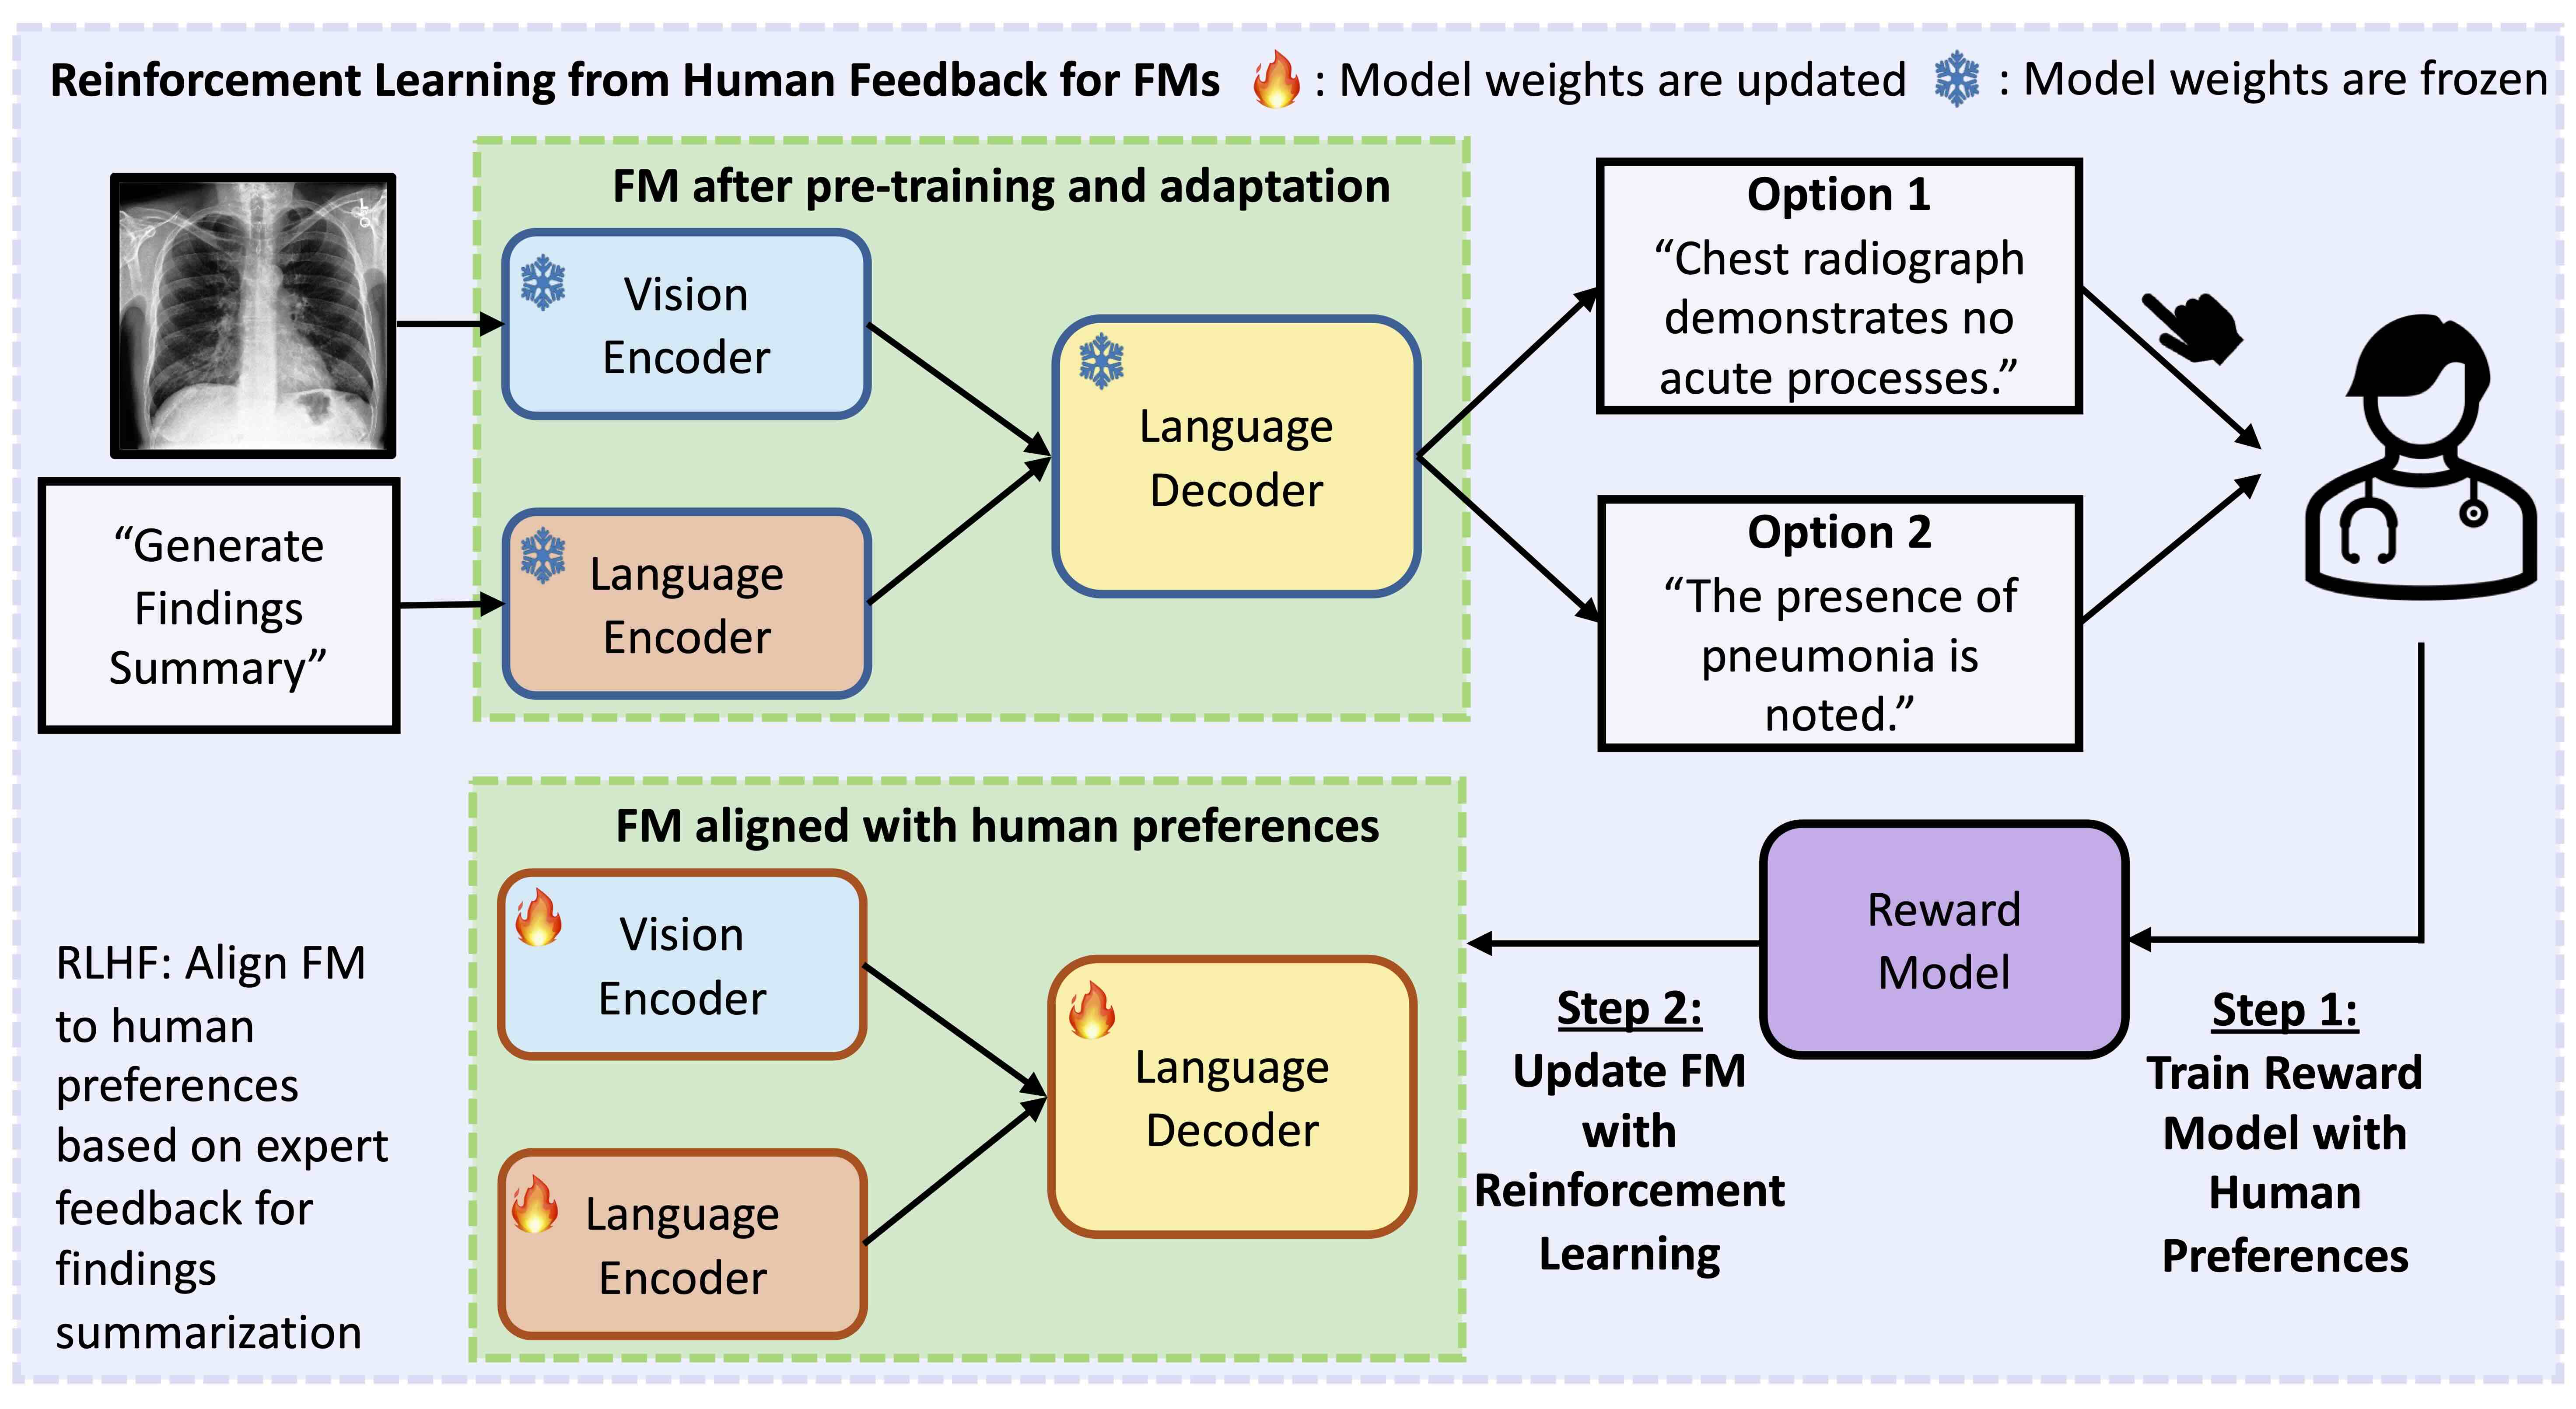 Reinforcement Learning from Human Feedback for FMs : Model weights are updated : Model weights are frozen
FM after pre-training and adaptation
Vision
Encoder
Language
Encoder
Language
Decoder
“Generate
Findings
Summary”
Option 1
“Chest radiograph
demonstrates no
acute processes.”
Option 2
“The presence of
pneumonia is
noted.”
FM aligned with human preferences
Vision
Encoder
Language
Encoder
Language
Decoder
Reward
Model
Step 1:
Train Reward
Model with
Human
Preferences
Step 2:
Update FM
with
Reinforcement
Learning
RLHF: Align FM
to human
preferences
based on expert
feedback for
findings
summarization